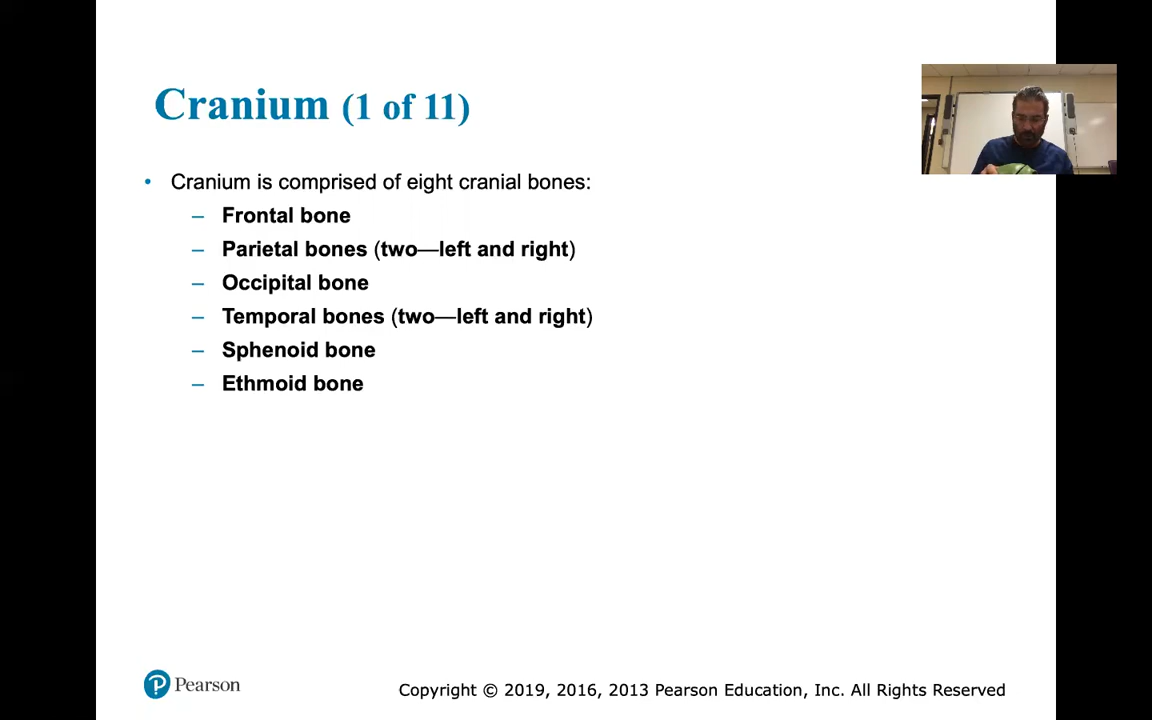 Cranium (1 of 11)
• Cranium is comprised of eight cranial bones:
– Frontal bone
– Parietal bones (two—left and right)
– Occipital bone
– Temporal bones (two—left and right)
– Sphenoid bone
– Ethmoid bone
Pearson
Copyright © 2019, 2016, 2013 Pearson Education, Inc. All Rights Reserved